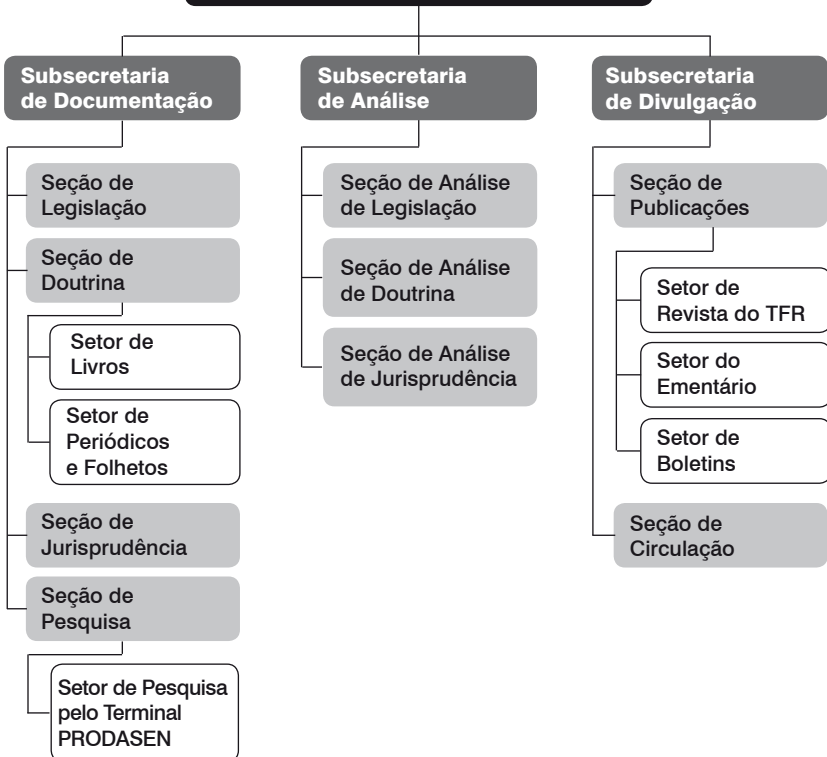 Subsecretaria
de Documentação
Seção de
Legislação
Seção de
Doutrina
Setor de
Livros
Setor de
Periódicos
e Folhetos
Seção de
Jurisprudência
Seção de
Pesquisa
Setor de Pesquisa
pelo Terminal
PRODASEN
Subsecretaria
de Análise
Seção de Análise
de Legislação
Seção de Análise
de Doutrina
Seção de Análise
de Jurisprudência
Subsecretaria
de Divulgação
Seção de
Publicações
Setor de
Revista do TFR
Setor do
Ementário
Setor de
Boletins
Seção de
Circulação